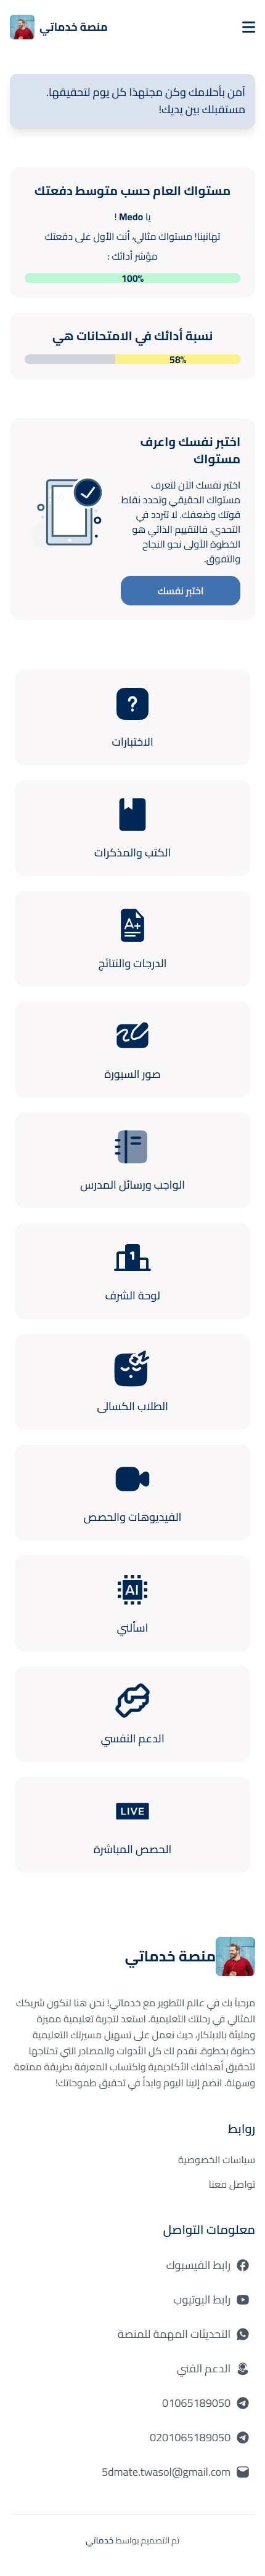 منصة خدماتي
آمن بأحلامك وكن مجتهدًا كل يوم لتحقيقها.
مستقبلك بين يديك!
مستواك العام حسب متوسط دفعتك
يا Medo !
تهانينا! مستواك مثالي، أنت الأول على دفعتك
مؤشر أدائك :
100%
نسبة أدائك في الامتحانات هي
58%
اختبر نفسك واعرف
مستواك
اختبر نفسك الآن لتعرف
مستواك الحقيقي وتحدد نقاط
قوتك وضعفك. لا تتردد في
التحدي، فالتقييم الذاتي هو
الخطوة الأولى نحو النجاح
والتفوق.
اختبر نفسك
الاختبارات
الكتب والمذكرات
A+
الدرجات والنتائج
صور السبورة
الواجب ورسائل المدرس
1
لوحة الشرف
الطلاب الكسالى
الفيديوهات والحصص
AI
اسألني
الدعم النفسي
LIVE
الحصص المباشرة
منصة خدماتي
مرحباً بك في عالم التطوير مع خدماتي! نحن هنا لنكون شريكك
المثالي في رحلتك التعليمية. استعد لتجربة تعليمية مميزة
ومليئة بالابتكار، حيث نعمل على تسهيل مسيرتك التعليمية
خطوة بخطوة. نقدم لك كل الأدوات والمصادر التي تحتاجها
لتحقيق أهدافك الأكاديمية واكتساب المعرفة بطريقة ممتعة
وسهلة. انضم إلينا اليوم وابدأ في تحقيق طموحاتك!
روابط
سياسات الخصوصية
تواصل معنا
معلومات التواصل
رابط الفيسبوك
رابط اليوتيوب
التحديثات المهمة للمنصة
الدعم الفني
01065189050
0201065189050
5dmate.twasol@gmail.com
تم التصميم بواسطة خدماتي